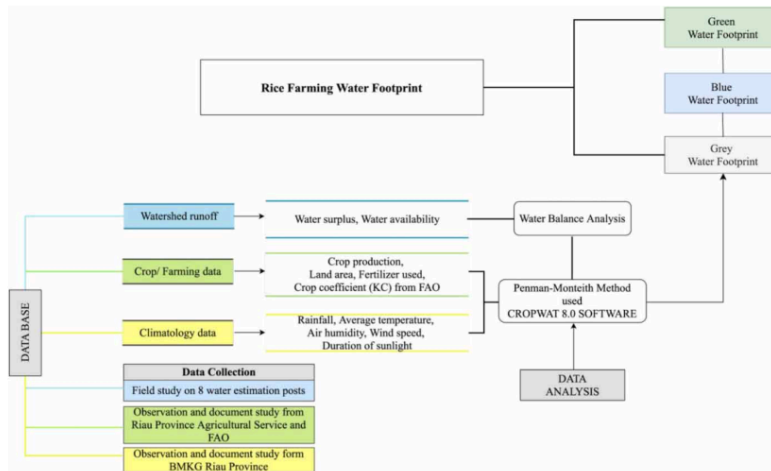 Green
Water Footprint
Rice Farming Water Footprint
Blue
Water Footprint
Grey
Water Footprint
Watershed runoff
Water surplus, Water availability
Water Balance Analysis
Crop/ Farming data
Crop production,
Land area, Fertilizer used,
Crop coefficient (KC) from FAO
Penman-Monteith Method
used
CROPWAT 8.0 SOFTWARE
DATA BASE
Climatology data
Rainfall, Average temperature,
Air humidity, Wind speed,
Duration of sunlight
DATA
ANALYSIS
Data Collection
Field study on 8 water estimation posts
Observation and document study from
Riau Province Agricultural Service and
FAO
Observation and document study form
BMKG Riau Province